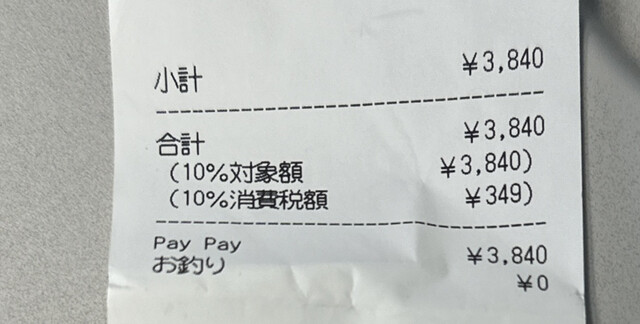 小計 ¥3,840
合計 ¥3,840
(10%対象額 ¥3,840)
(10%消費税額 ¥349)
Pay Pay ¥3,840
お釣り ¥0